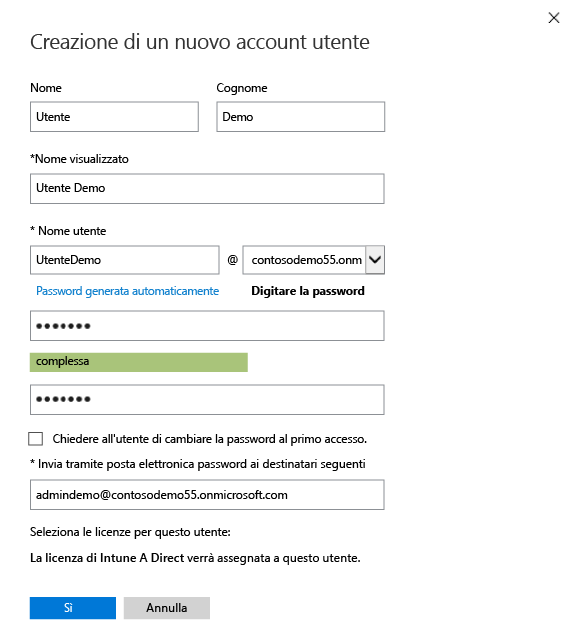 Creazione di un nuovo account utente
Nome Cognome
Utente Demo
*Nome visualizzato
Utente Demo
* Nome utente
UtenteDemo @ contosodemo55.onm
Password generata automaticamente Digitare la password
•••••••
complessa
•••••••
Chiedere all'utente di cambiare la password al primo accesso.
* Invia tramite posta elettronica password ai destinatari seguenti
admindemo@contosodemo55.onmicrosoft.com
Seleziona le licenze per questo utente:
La licenza di Intune A Direct verrà assegnata a questo utente.
Sì Annulla